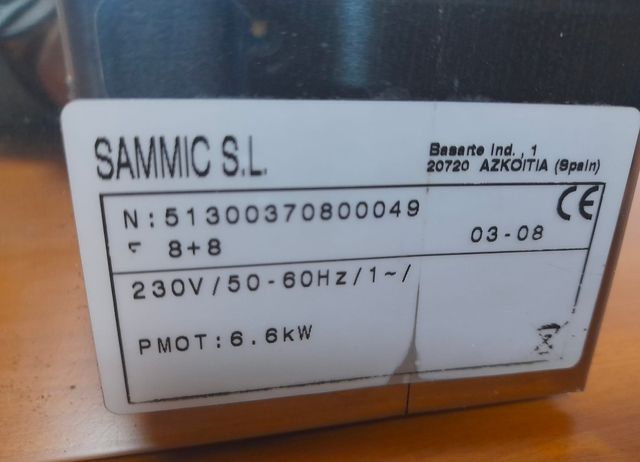 SAMMIC S.L.
Basarte Ind., 1
20720 AZKOITIA (Spain)
N:51300370800049
CE
8+8
03-08
230V/50-60Hz/1~/
PMOT:6.6kW